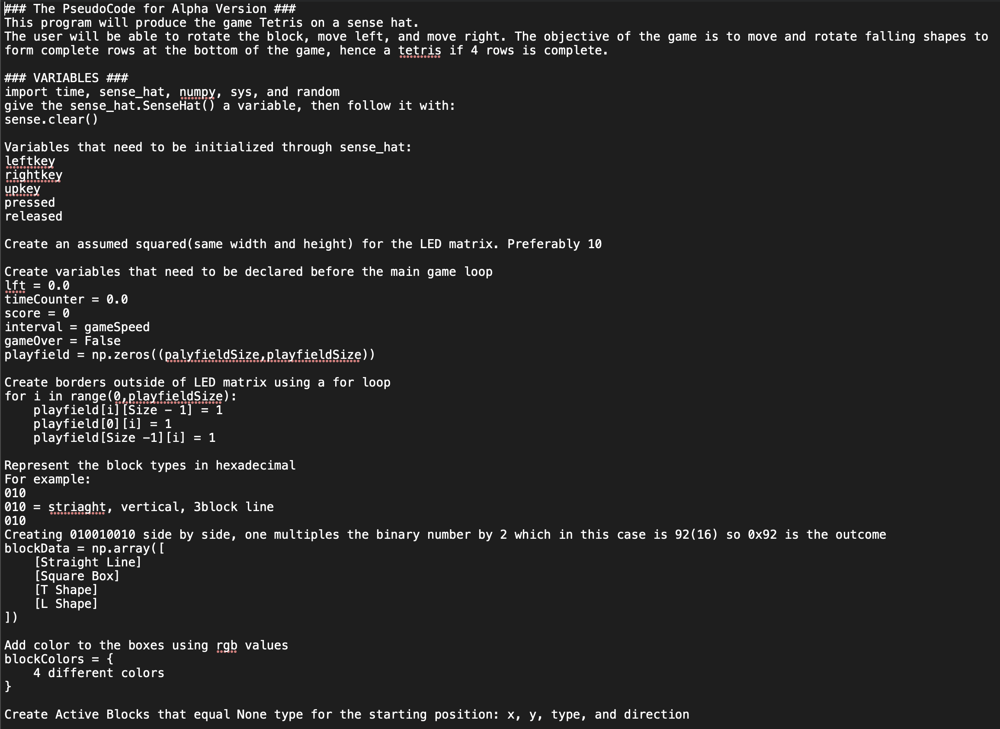 ### The PseudoCode for Alpha Version ###
This program will produce the game Tetris on a sense hat.
The user will be able to rotate the block, move left, and move right. The objective of the game is to move and rotate falling shapes to
form complete rows at the bottom of the game, hence a tetris if 4 rows is complete.

### VARIABLES ###
import time, sense_hat, numpy, sys, and random
give the sense_hat.SenseHat() a variable, then follow it with:
sense.clear()

Variables that need to be initialized through sense_hat:
leftkey
rightkey
upkey
pressed
released

Create an assumed squared(same width and height) for the LED matrix. Preferably 10

Create variables that need to be declared before the main game loop
lft = 0.0
timeCounter = 0.0
score = 0
interval = gameSpeed
gameOver = False
playfield = np.zeros((palyfieldSize,playfieldSize))

Create borders outside of LED matrix using a for loop
for i in range(0,playfieldSize):
    playfield[i][Size - 1] = 1
    playfield[0][i] = 1
    playfield[Size -1][i] = 1

Represent the block types in hexadecimal
For example:
010
010 = striaght, vertical, 3block line
010
Creating 010010010 side by side, one multiples the binary number by 2 which in this case is 92(16) so 0x92 is the outcome
blockData = np.array([
    [Straight Line]
    [Square Box]
    [T Shape]
    [L Shape]
])

Add color to the boxes using rgb values
blockColors = {
    4 different colors
}

Create Active Blocks that equal None type for the starting position: x, y, type, and direction